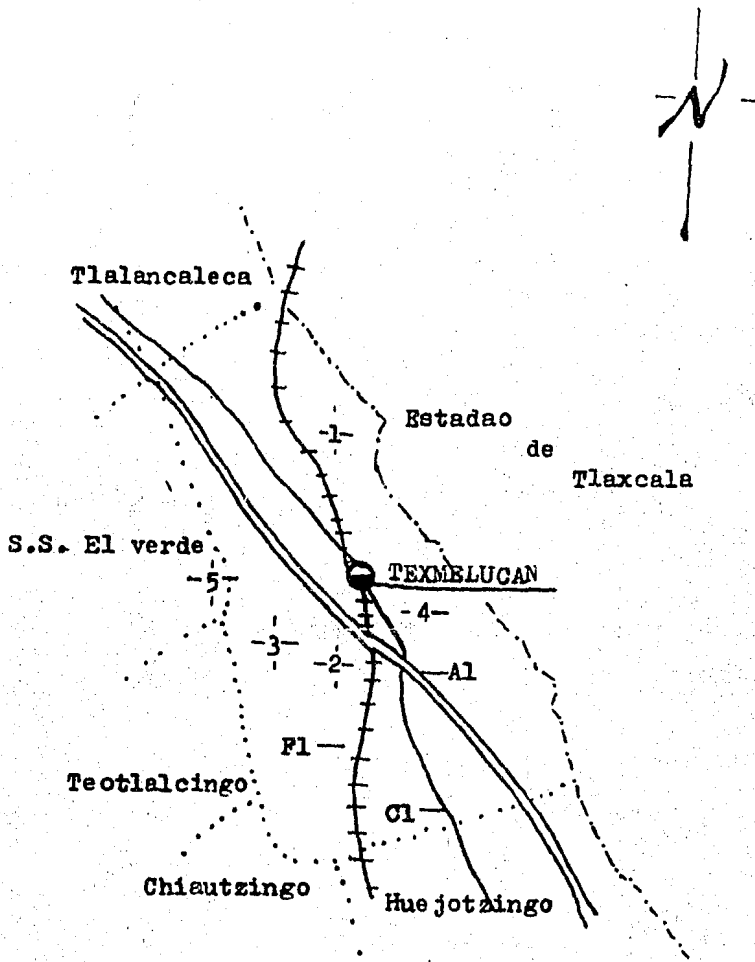 N
Tlalancaleca
-1-
Estadao
de
Tlaxcala
S.S. El verde
-5-
TEXMELUCAN
-4-
-3-
-2-
A1
F1
Teotlalcingo
C1
Chiautzingo
Huejotzingo